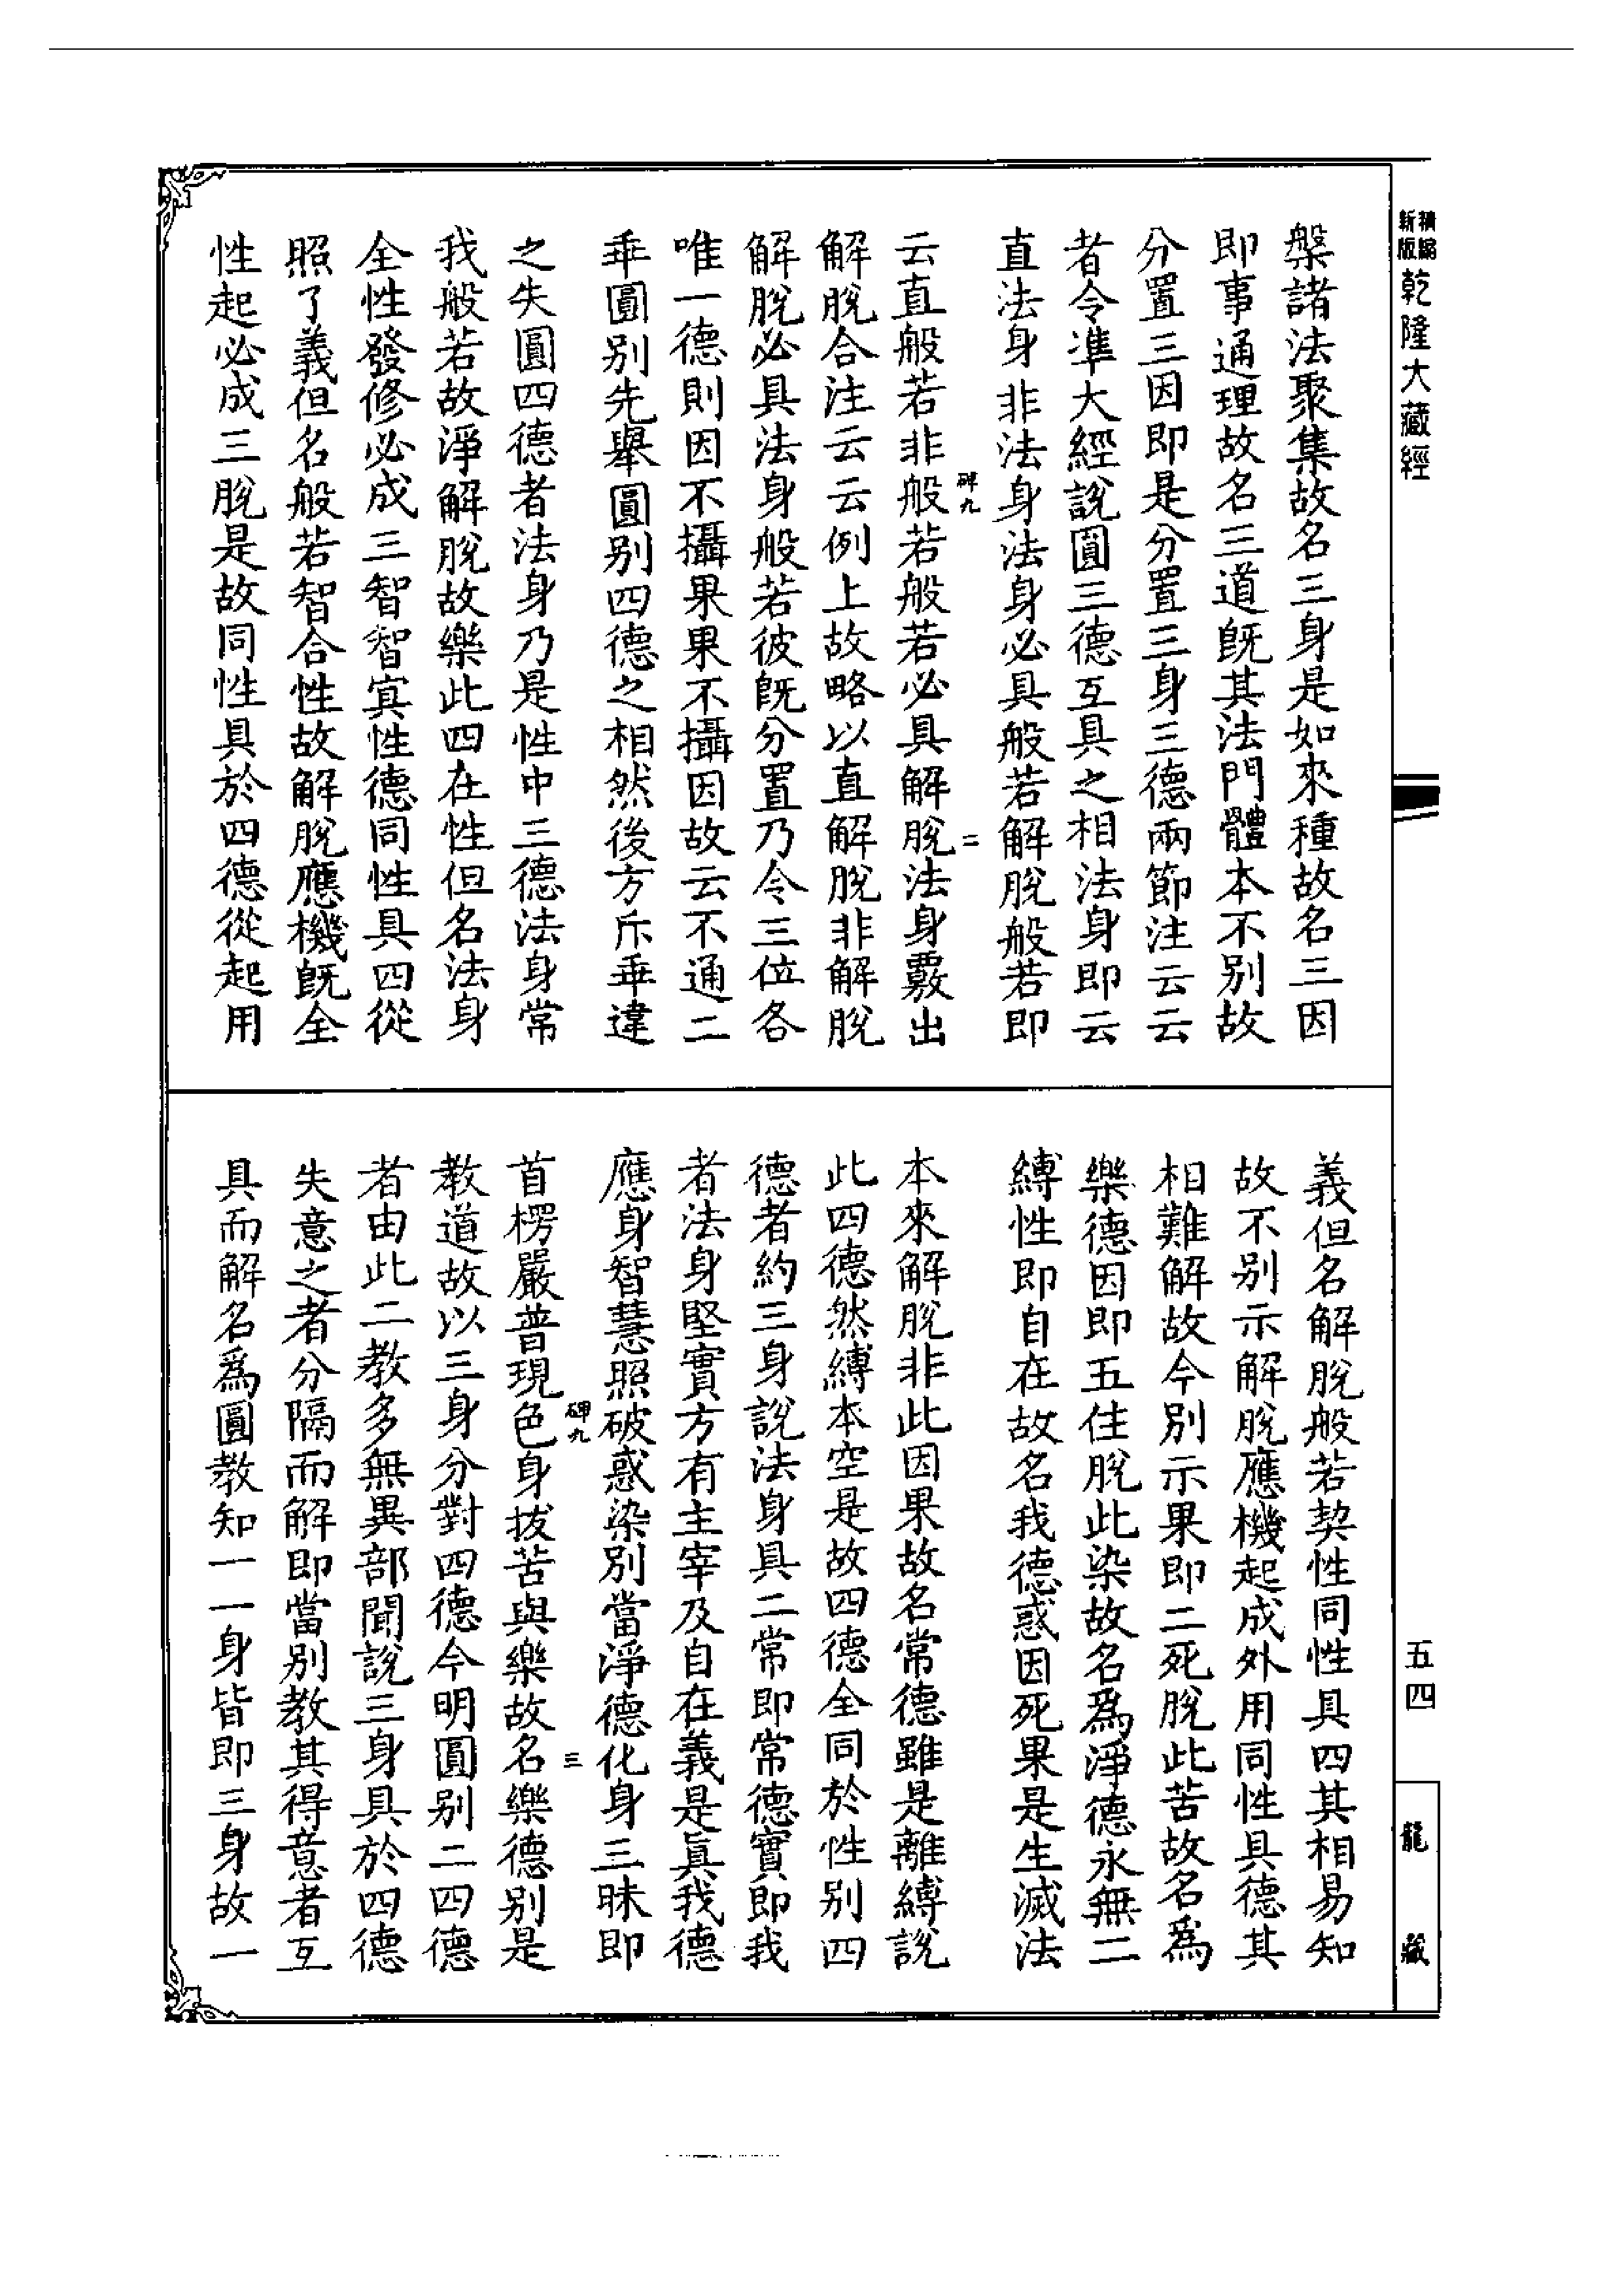 新版精縮乾隆大藏經
五四
龍藏
槃諸法聚集故名三身是如來種故名三因
即事通理故名三道旣其法門體本不別故
分置三因即是分置三身三德兩節注云云
者令準大經說圓三德互具之相法身即云
直法身非法身法身必具般若解脫般若即
碑九
二
云直般若非般若般若必具解脫法身覈出
解脫合注云云例上故略以直解脫非解脫
解脫必具法身般若彼旣分置乃令三位各
唯一德則因不攝果果不攝因故云不通二
乖圓別先舉圓別四德之相然後方斥乖違
之失圓四德者法身乃是性中三德法身常
我般若故淨解脫故樂此四在性但名法身
全性發修必成三智智寘性德同性具四從
照了義但名般若智合性故解脫應機旣全
性起必成三脫是故同性具於四德從起用
義但名解脫般若契性同性具四其相易知
故不別示解脫應機起成外用同性具德其
相難解故今別示果即二死脫此苦故名爲
樂德因即五住脫此染故名爲淨德永無二
縛性即自在故名我德惑因死果是生滅法
本來解脫非此因果故名常德雖是離縛說
此四德然縛本空是故四德全同於性別四
德者約三身說法身具二常即常德實即我
者法身堅實方有主宰及自在義是眞我德
應身智慧照破惑染別當淨德化身三昧即
碑九
三
首楞嚴普現色身拔苦與樂故名樂德別是
教道故以三身分對四德今明圓別二四德
者由此二教多無異部聞說三身具於四德
失意之者分隔而解即當別教其得意者互
具而解名爲圓教知一一身皆即三身故一